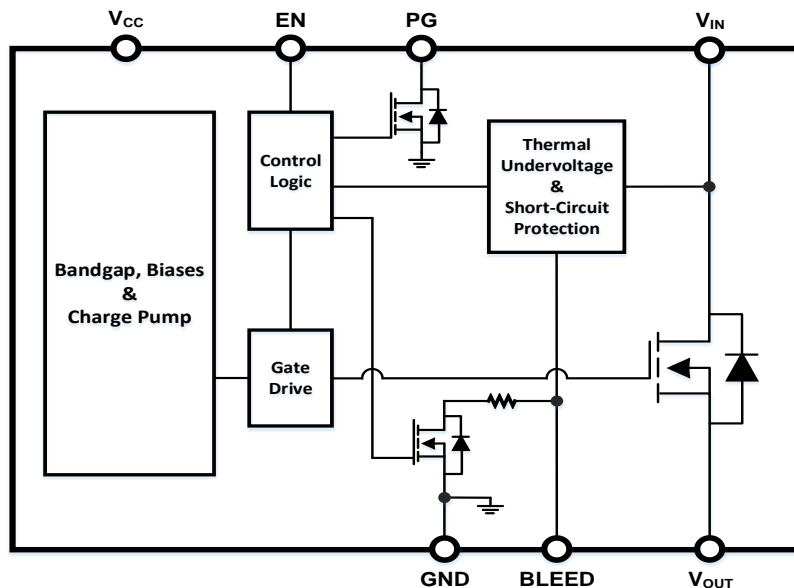 VCC
EN
PG
VIN
Control
Logic
Thermal
Undervoltage
&
Short-Circuit
Protection
Bandgap, Biases
&
Charge Pump
Gate
Drive
GND
BLEED
VOUT